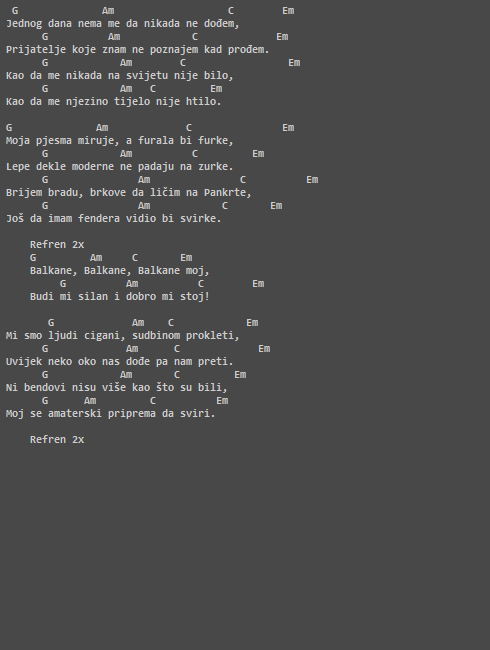 G Am C Em
Jednog dana nema me da nikada ne dođem,
G Am C Em
Prijatelje koje znam ne poznajem kad prođem.
G Am C Em
Kao da me nikada na svijetu nije bilo,
G Am C Em
Kao da me njezino tijelo nije htilo.
G Am C Em
Moja pjesma miruje, a furala bi furke,
G Am C Em
Lepe dekle moderne ne padaju na zurke.
G Am C Em
Brijem bradu, brkove da ličim na Pankrte,
G Am C Em
Još da imam fendera vidio bi svirke.
Refren 2x
G Am C Em
Balkane, Balkane, Balkane moj,
G Am C Em
Budi mi silan i dobro mi stoj!
G Am C Em
Mi smo ljudi cigani, sudbinom prokleti,
G Am C Em
Uvijek neko oko nas dođe pa nam preti.
G Am C Em
Ni bendovi nisu više kao što su bili,
G Am C Em
Moj se amaterski priprema da sviri.
Refren 2x